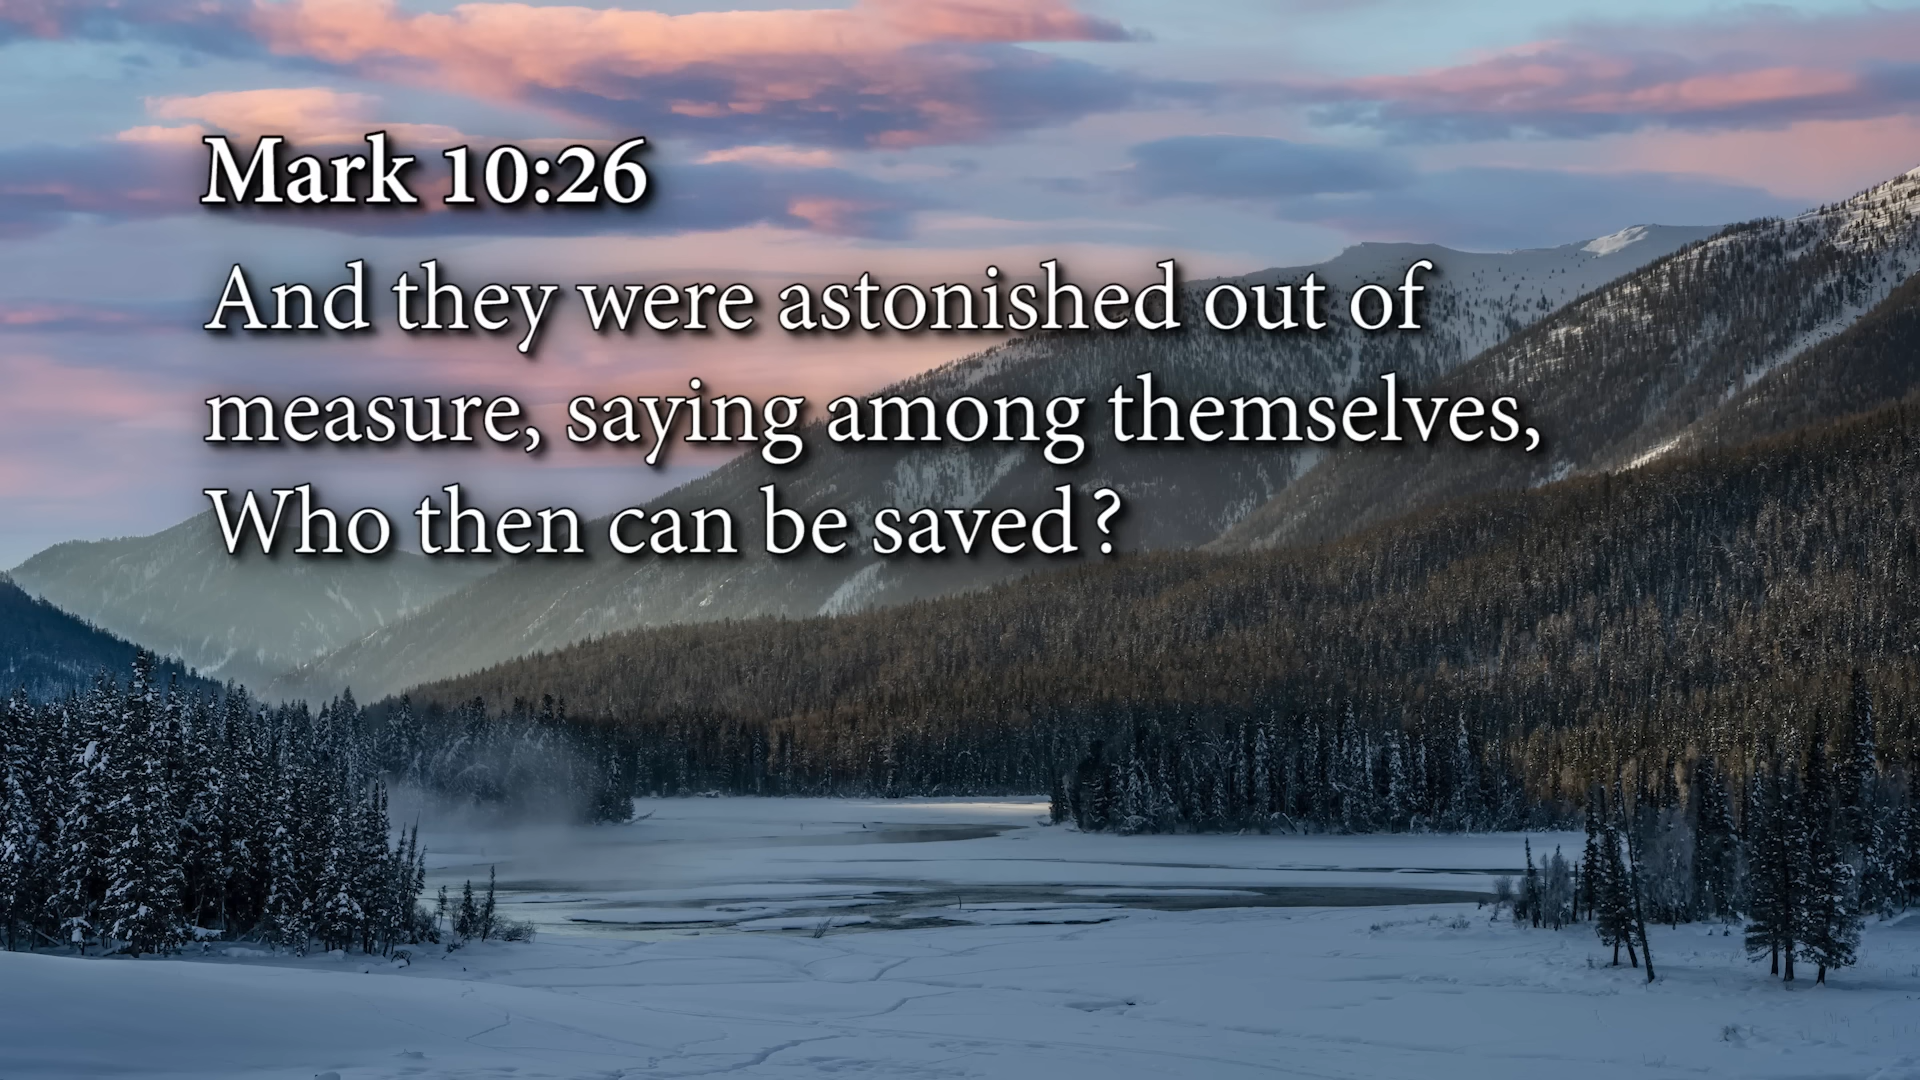 Mark 10:26
And they were astonished out of
measure, saying among themselves,
Who then can be saved?